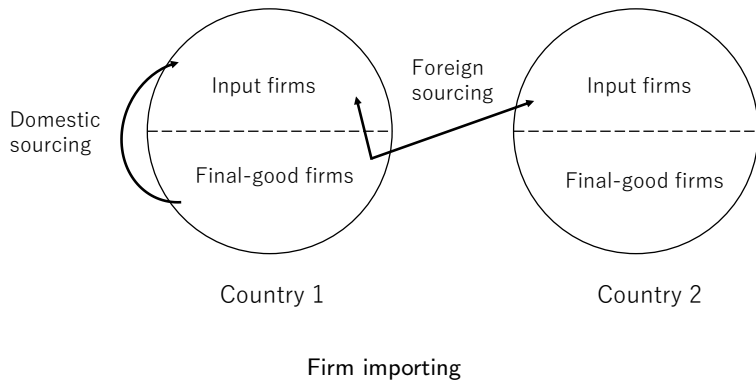 Input firms
Foreign
sourcing
Input firms
Domestic
sourcing
Final-good firms
Final-good firms
Country 1
Country 2
Firm importing